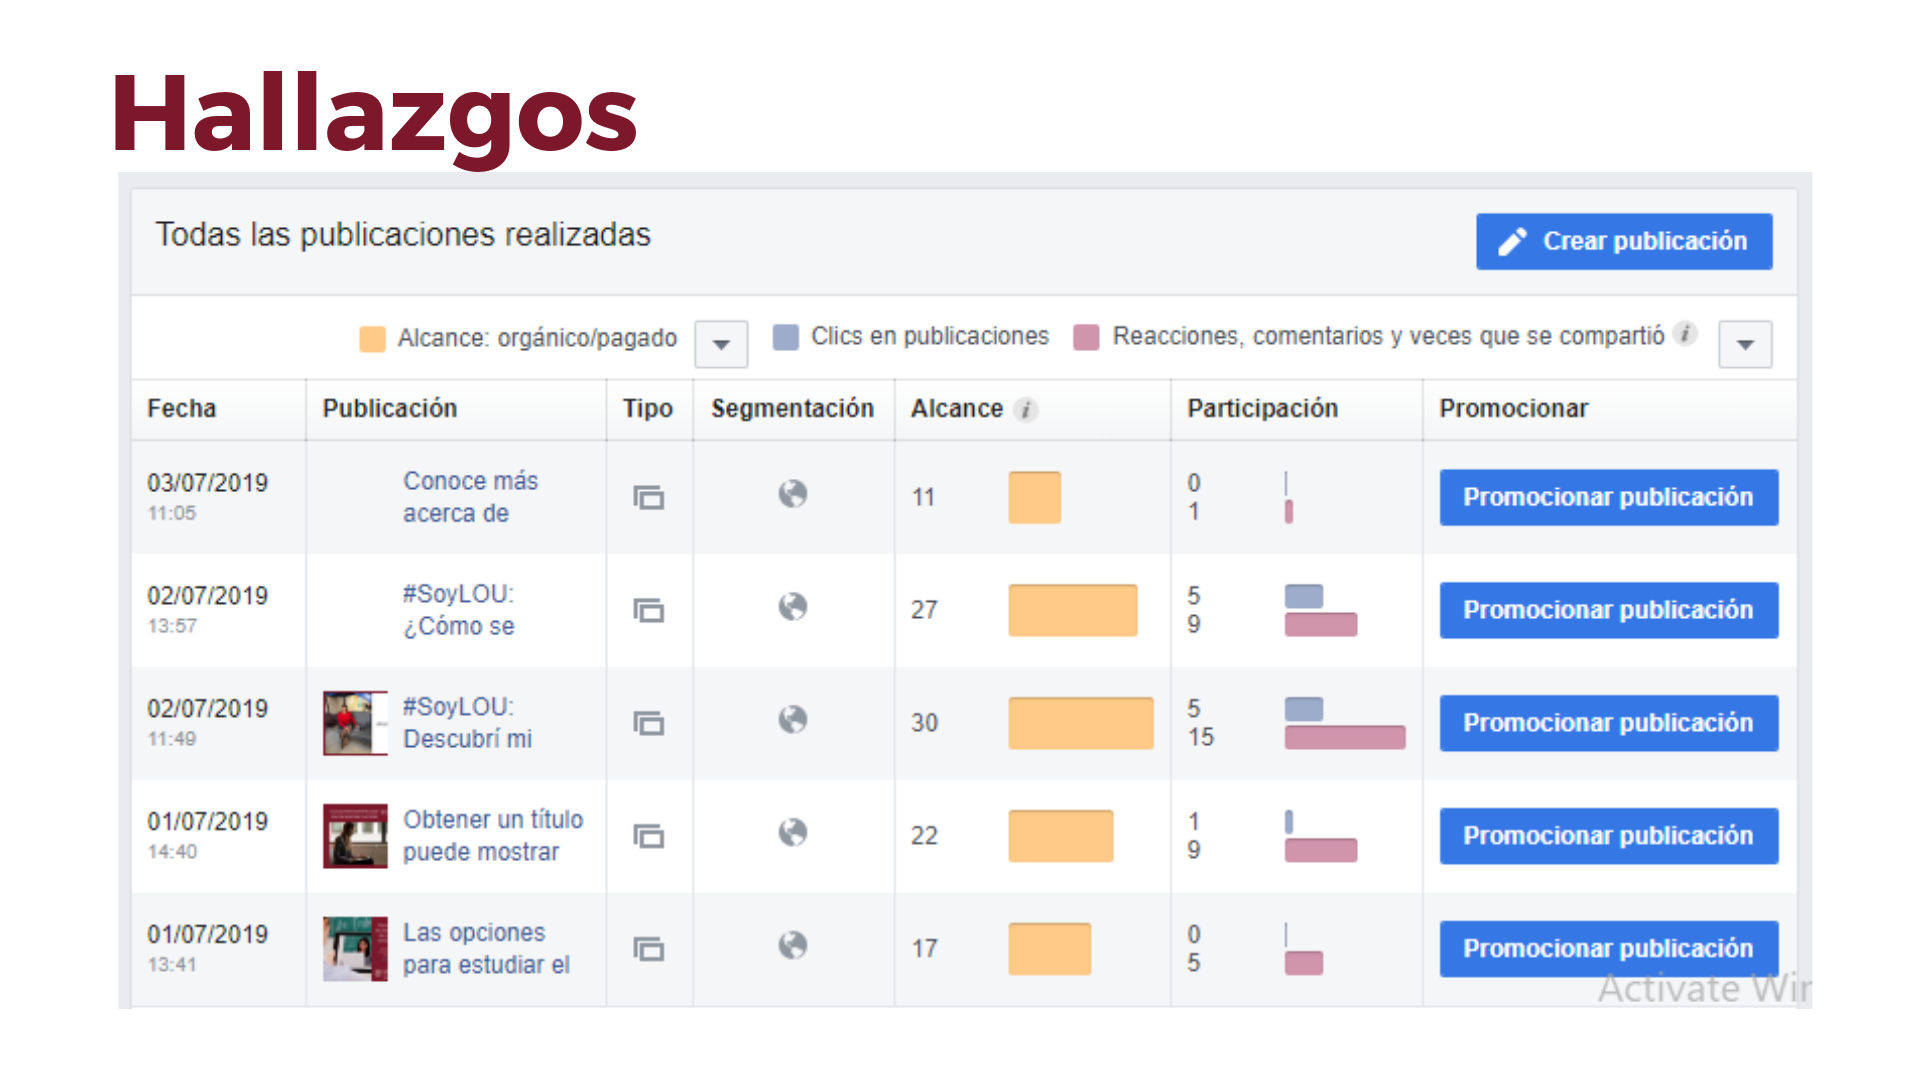 Hallazgos
Todas las publicaciones realizadas
Crear publicación
Alcance: orgánico/pagado
Clics en publicaciones
Reacciones, comentarios y veces que se compartió
Fecha Publicación Tipo Segmentación Alcance Participación Promocionar
03/07/2019
11:05
Conoce más
acerca de
11
0
1
Promocionar publicación
02/07/2019
13:57
#SoyLOU:
¿Cómo se
27
5
9
Promocionar publicación
02/07/2019
11:49
#SoyLOU:
Descubrí mi
30
5
15
Promocionar publicación
01/07/2019
14:40
Obtener un título
puede mostrar
22
1
9
Promocionar publicación
01/07/2019
13:41
Las opciones
para estudiar el
17
0
5
Promocionar publicación
Activate Wir